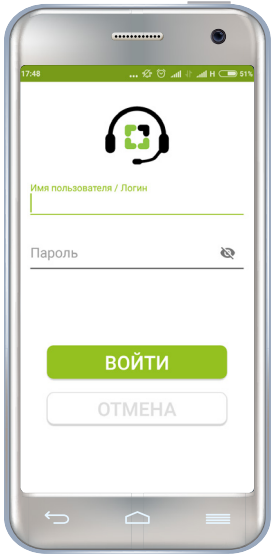 17:48 ... H 51%
Имя пользователя / Логин
Пароль
ВОЙТИ
ОТМЕНА